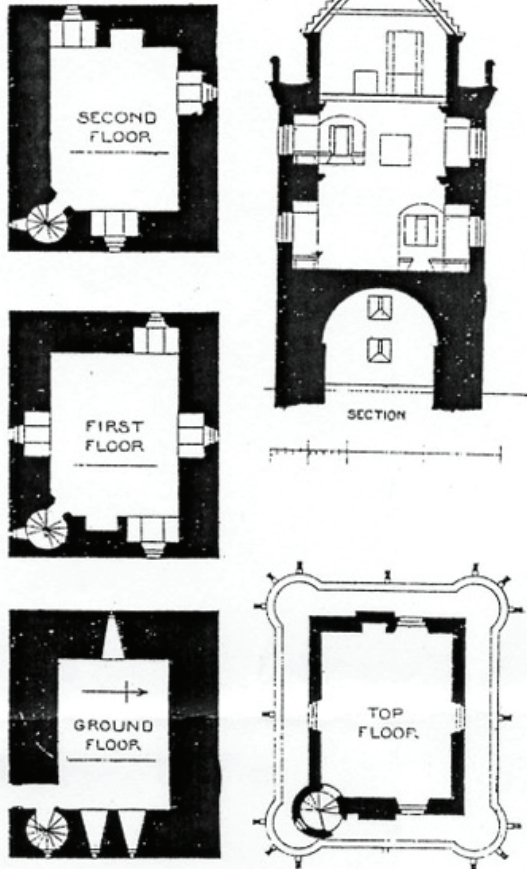 SECOND
FLOOR
SECTION
FIRST
FLOOR
GROUND
FLOOR
TOP
FLOOR